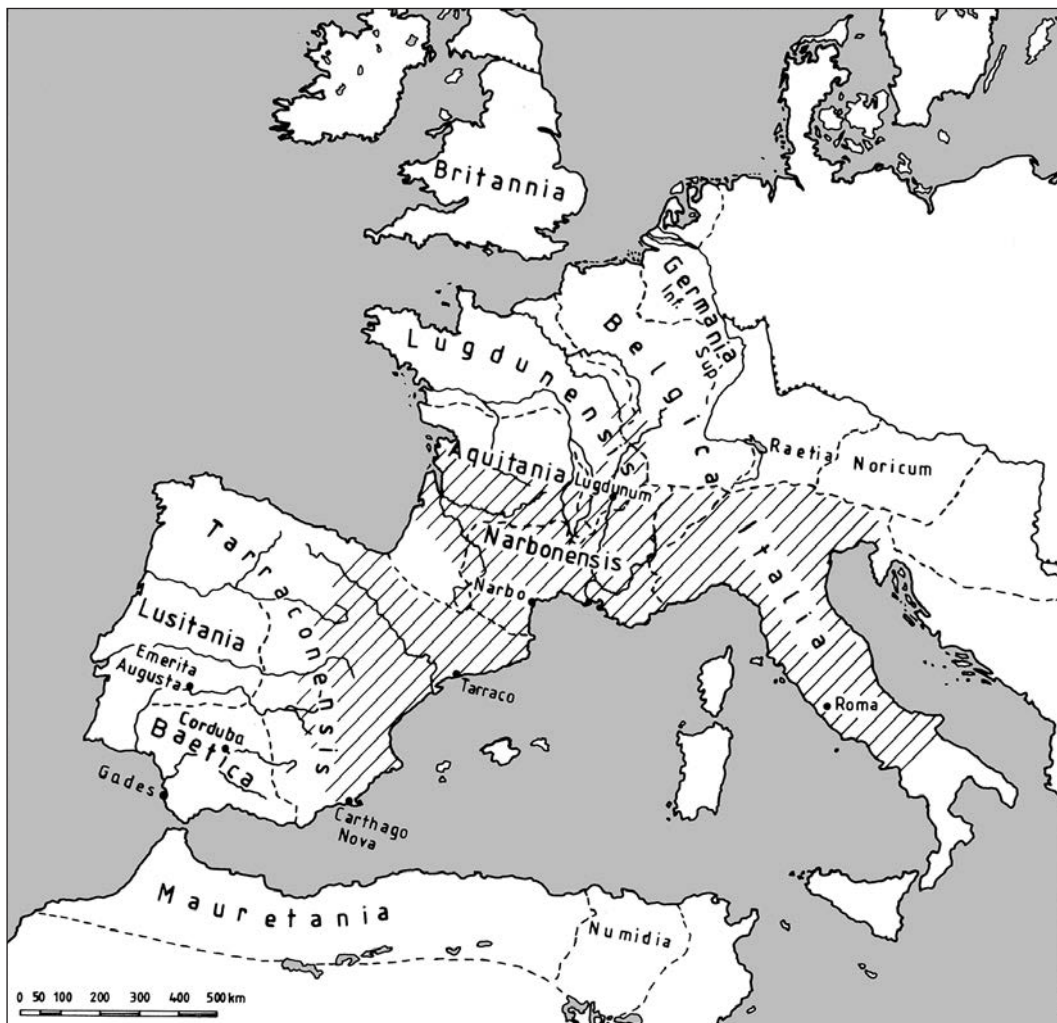 Britannia
Germania
Inf.
Sup.
Belgica
Lugdunensis
Aquitania
Lugdunum
Raetia
Noricum
Narbonensis
Narbo
Italia
Tarraconensis
Lusitania
Emerita
Augusta
Tarraco
Roma
Corduba
Baetica
Gades
Carthago
Nova
Mauretania
Numidia
0 50 100 200 300 400 500 km